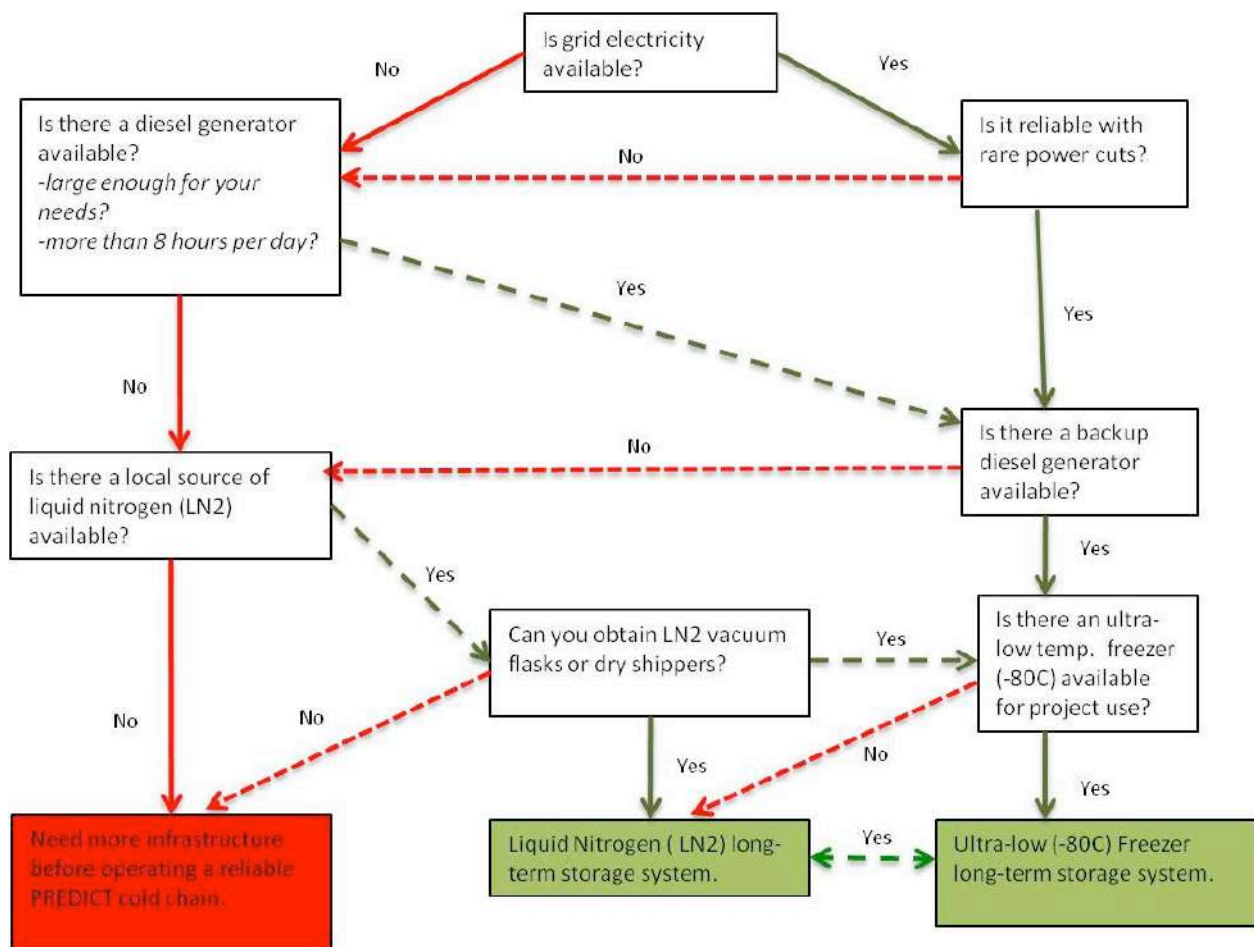 Is grid electricity
available?
No
Yes
Is there a diesel generator
available?
-large enough for your
needs?
-more than 8 hours per day?
Is it reliable with
rare power cuts?
No
Yes
Yes
No
No
Is there a local source of
liquid nitrogen (LN2)
available?
Is there a backup
diesel generator
available?
Yes
Yes
Can you obtain LN2 vacuum
flasks or dry shippers?
Yes
Is there an ultra-
low temp. freezer
(-80C) available
for project use?
No
No
Yes
No
Yes
Need more infrastructure
before operating a reliable
PREDICT cold chain.
Liquid Nitrogen ( LN2) long-
term storage system.
Yes
Ultra-low (-80C) Freezer
long-term storage system.